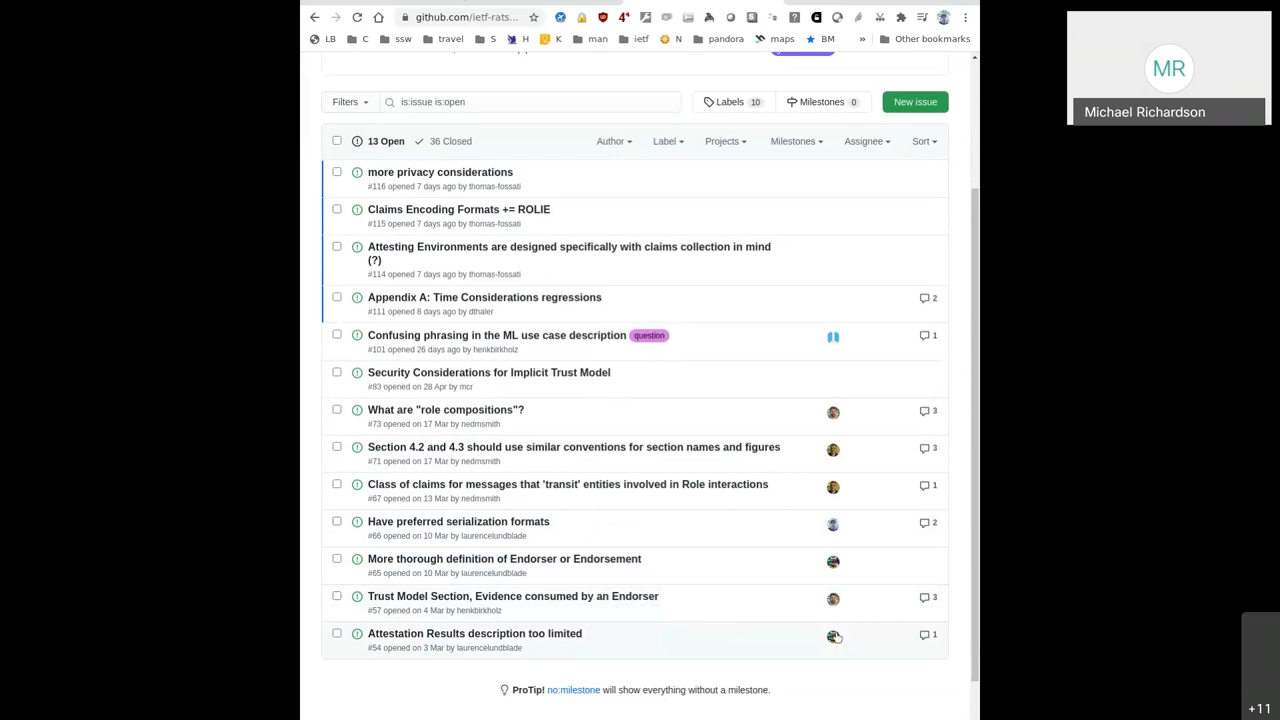 github.com/ietf-rats...
4
LB
C
ssw
travel
S
H
K
man
ietf
N
pandora
maps
BM
»
Other bookmarks
Filters
is:issue is:open
Labels 10
Milestones 0
New issue
13 Open
36 Closed
Author
Label
Projects
Milestones
Assignee
Sort
more privacy considerations
#116 opened 7 days ago by thomas-fossati
Claims Encoding Formats += ROLIE
#115 opened 7 days ago by thomas-fossati
Attesting Environments are designed specifically with claims collection in mind
(?)
#114 opened 7 days ago by thomas-fossati
Appendix A: Time Considerations regressions
2
#111 opened 8 days ago by dthaler
Confusing phrasing in the ML use case description question
1
#101 opened 26 days ago by henkbirkholz
Security Considerations for Implicit Trust Model
#83 opened on 28 Apr by mcr
What are "role compositions"?
3
#73 opened on 17 Mar by nedmsmith
Section 4.2 and 4.3 should use similar conventions for section names and figures
3
#71 opened on 17 Mar by nedmsmith
Class of claims for messages that 'transit' entities involved in Role interactions
1
#67 opened on 13 Mar by nedmsmith
Have preferred serialization formats
2
#66 opened on 10 Mar by laurencelundblade
More thorough definition of Endorser or Endorsement
#65 opened on 10 Mar by laurencelundblade
Trust Model Section, Evidence consumed by an Endorser
3
#57 opened on 4 Mar by henkbirkholz
Attestation Results description too limited
1
#54 opened on 3 Mar by laurencelundblade
ProTip! no:milestone will show everything without a milestone.
MR
Michael Richardson
+11